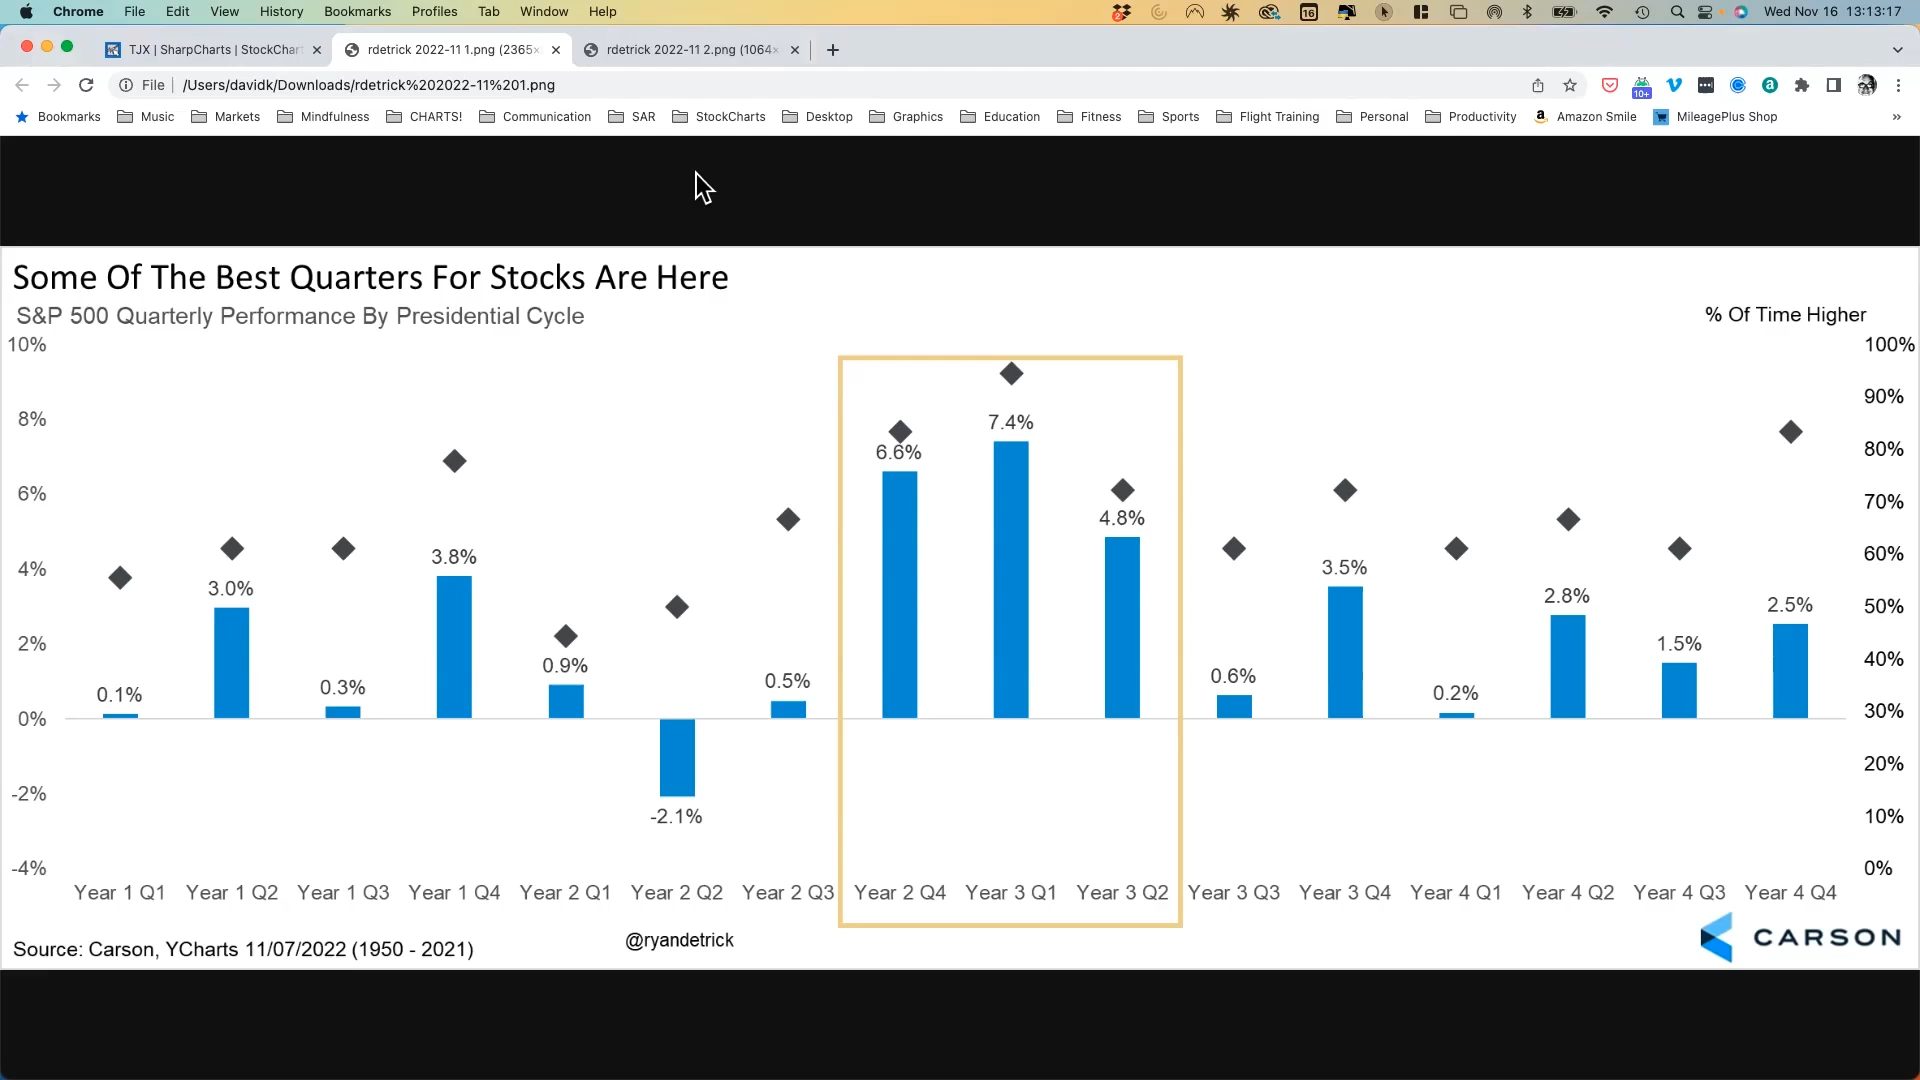 Chrome File Edit View History Bookmarks Profiles Tab Window Help 2 16 Wed Nov 16 13:13:17
TJX | SharpCharts | StockChar rdetrick 2022-11 1.png (2365× rdetrick 2022-11 2.png (1064×
File /Users/davidk/Downloads/rdetrick%202022-11%201.png 10+
Bookmarks Music Markets Mindfulness CHARTS! Communication SAR StockCharts Desktop Graphics Education Fitness Sports Flight Training Personal Productivity Amazon Smile MileagePlus Shop »
Some Of The Best Quarters For Stocks Are Here
S&P 500 Quarterly Performance By Presidential Cycle % Of Time Higher
10% 100%
90%
8% 7.4%
6.6% 80%
6% 70%
4.8%
3.8% 60%
4% 3.5%
3.0% 2.8% 50%
2.5%
2% 1.5% 40%
0.9%
0.1% 0.3% 0.5% 0.6% 0.2%
0% 30%
20%
-2%
-2.1% 10%
-4% 0%
Year 1 Q1 Year 1 Q2 Year 1 Q3 Year 1 Q4 Year 2 Q1 Year 2 Q2 Year 2 Q3 Year 2 Q4 Year 3 Q1 Year 3 Q2 Year 3 Q3 Year 3 Q4 Year 4 Q1 Year 4 Q2 Year 4 Q3 Year 4 Q4
Source: Carson, YCharts 11/07/2022 (1950 - 2021) @ryandetrick CARSON